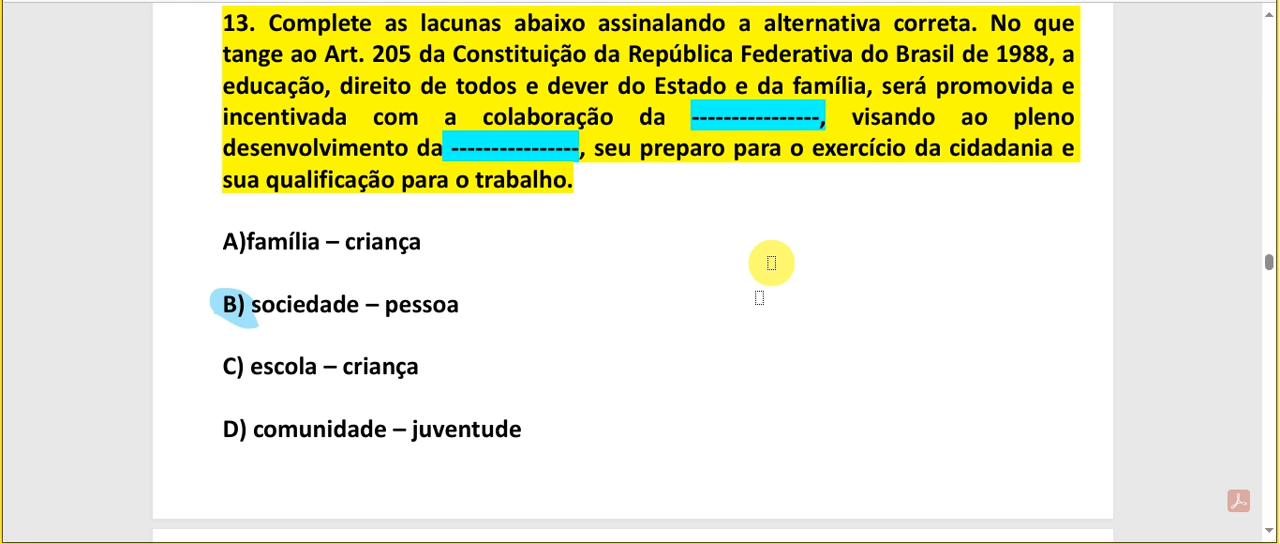 13. Complete as lacunas abaixo assinalando a alternativa correta. No que
tange ao Art. 205 da Constituição da República Federativa do Brasil de 1988, a
educação, direito de todos e dever do Estado e da família, será promovida e
incentivada com a colaboração da ----------------, visando ao pleno
desenvolvimento da ----------------, seu preparo para o exercício da cidadania e
sua qualificação para o trabalho.
A)família – criança
B) sociedade – pessoa
C) escola – criança
D) comunidade – juventude